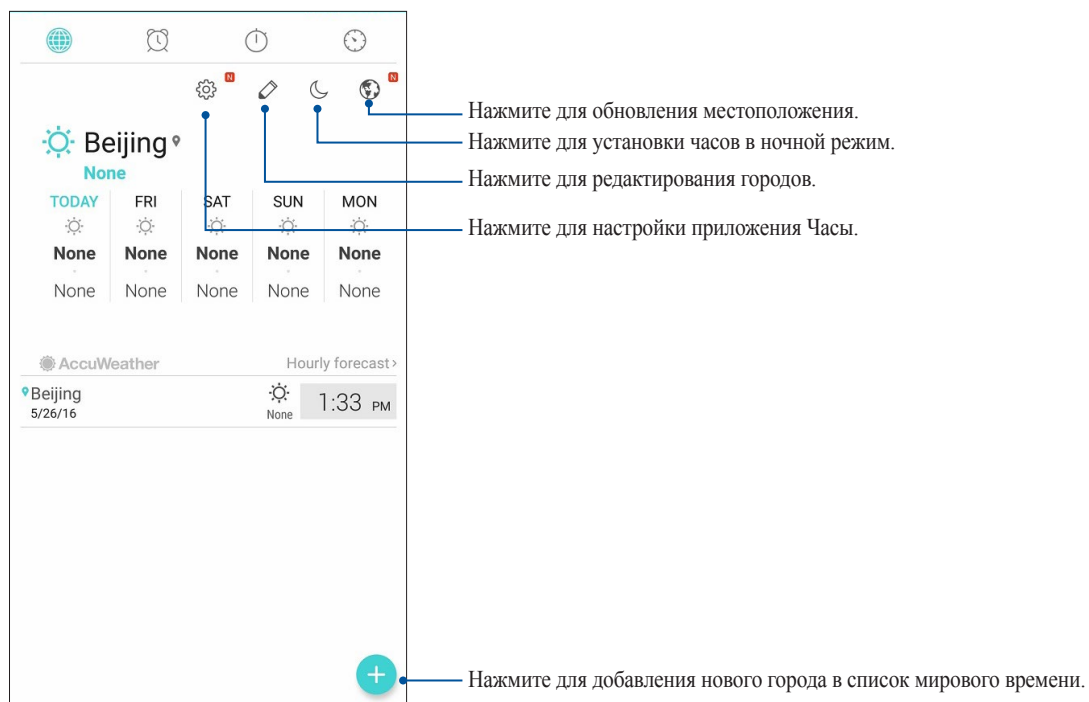 N
N
Нажмите для обновления местоположения.
Нажмите для установки часов в ночной режим.
Beijing
None
Нажмите для редактирования городов.
TODAY FRI SAT SUN MON
Нажмите для настройки приложения Часы.
None None None None None
None None None None None
AccuWeather Hourly forecast >
Beijing
5/26/16
None
1:33 PM
Нажмите для добавления нового города в список мирового времени.